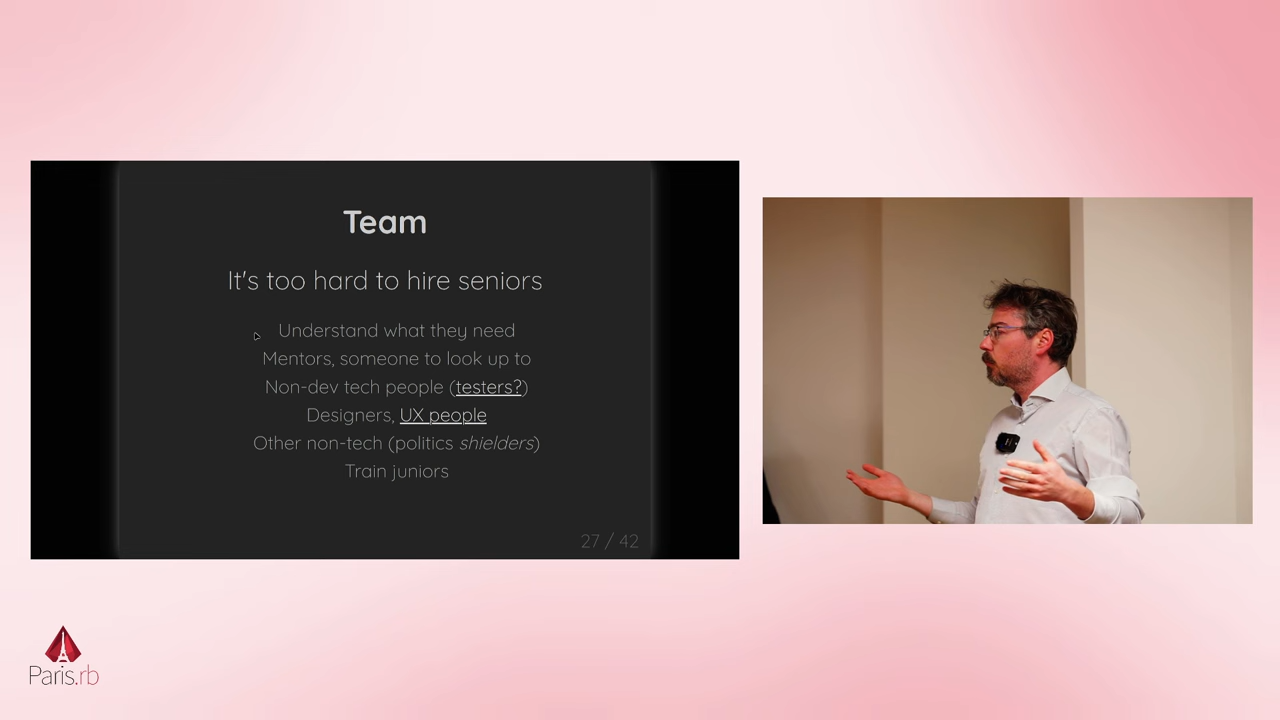 Team
It's too hard to hire seniors
Understand what they need
Mentors, someone to look up to
Non-dev tech people (testers?)
Designers, UX people
Other non-tech (politics shielders)
Train juniors
27 / 42
Paris.rb